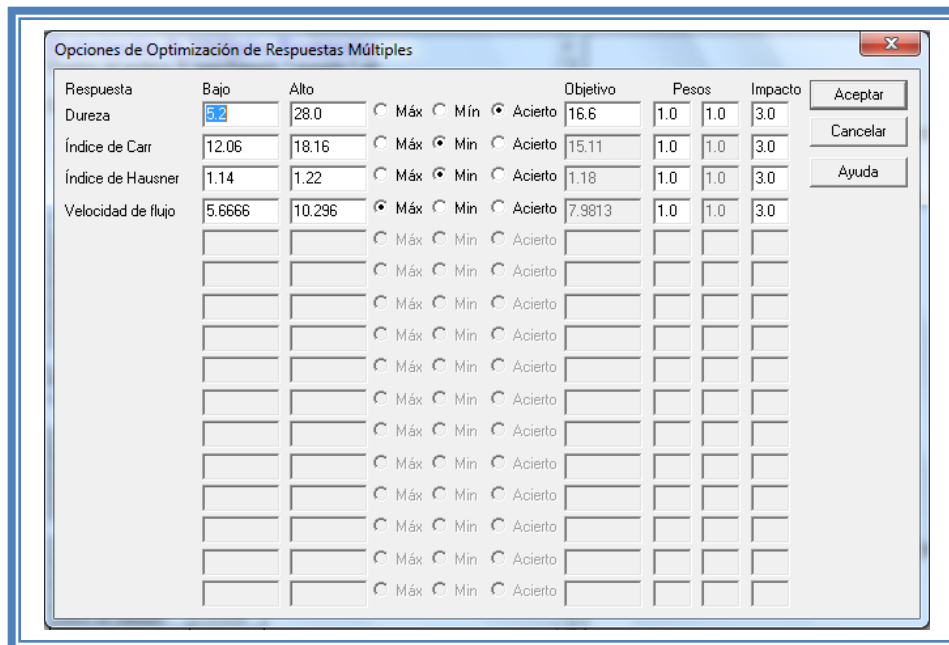 Opciones de Optimización de Respuestas Múltiples
x
Respuesta Bajo Alto Objetivo Pesos Impacto Aceptar
Dureza 5.2 28.0 Máx Mín Acierto 16.6 1.0 1.0 3.0
Cancelar
Índice de Carr 12.06 18.16 Máx Min Acierto 15.11 1.0 1.0 3.0
Índice de Hausner 1.14 1.22 Máx Min Acierto 1.18 1.0 1.0 3.0 Ayuda
Velocidad de flujo 5.6666 10.296 Máx Min Acierto 7.9813 1.0 1.0 3.0
Máx Min Acierto
Máx Min Acierto
Máx Min Acierto
Máx Min Acierto
Máx Min Acierto
Máx Min Acierto
Máx Min Acierto
Máx Min Acierto
Máx Min Acierto
Máx Min Acierto
Máx Min Acierto
Máx Min Acierto